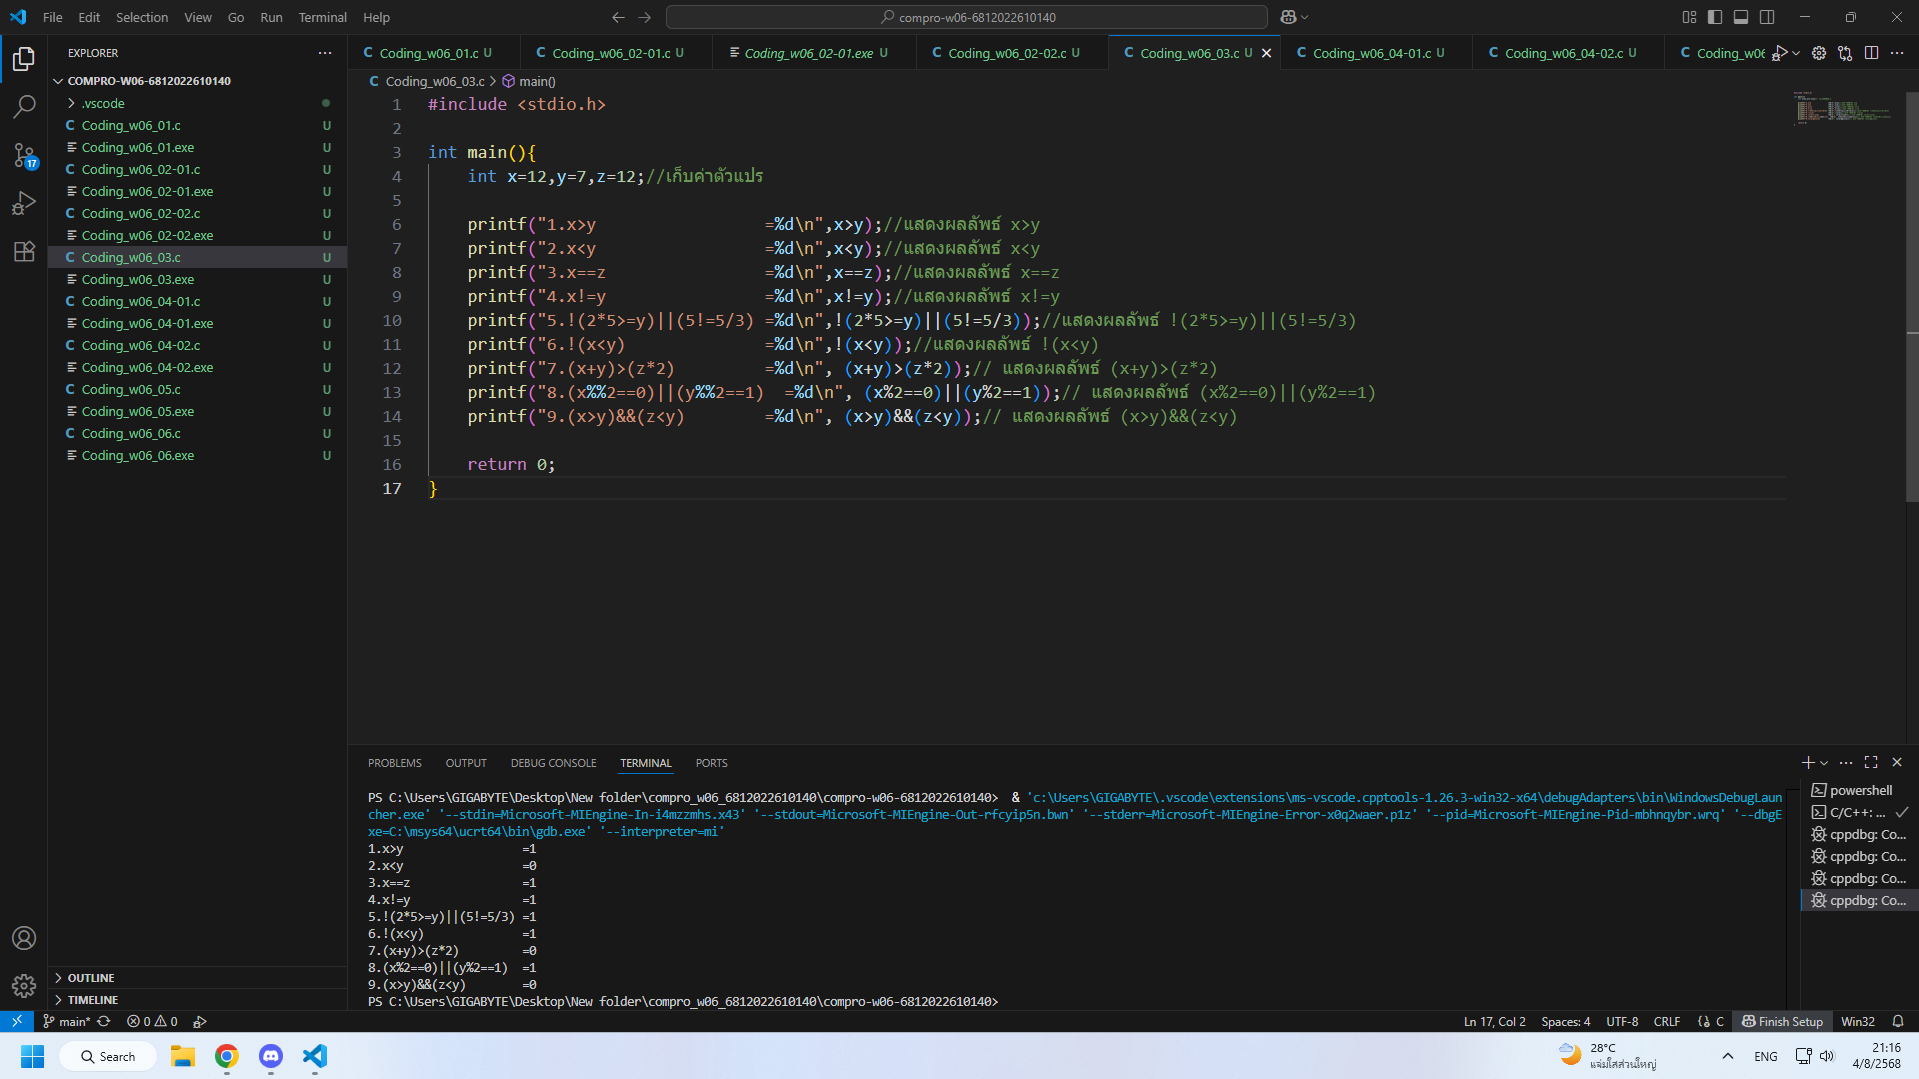 File Edit Selection View Go Run Terminal Help
compro-w06-6812022610140
EXPLORER
COMPRO-W06-6812022610140
.vscode
Coding_w06_01.c U
Coding_w06_01.exe U
Coding_w06_02-01.c U
Coding_w06_02-01.exe U
Coding_w06_02-02.c U
Coding_w06_02-02.exe U
Coding_w06_03.c U
Coding_w06_03.exe U
Coding_w06_04-01.c U
Coding_w06_04-01.exe U
Coding_w06_04-02.c U
Coding_w06_04-02.exe U
Coding_w06_05.c U
Coding_w06_05.exe U
Coding_w06_06.c U
Coding_w06_06.exe U
OUTLINE
TIMELINE
17
C Coding_w06_01.c U C Coding_w06_02-01.c U Coding_w06_02-01.exe U C Coding_w06_02-02.c U C Coding_w06_03.c U C Coding_w06_04-01.c U C Coding_w06_04-02.c U C Coding_w06
C Coding_w06_03.c > main()
1 #include <stdio.h>
2
3 int main(){
4 int x=12,y=7,z=12;//เก็บค่าตัวแปร
5
6 printf("1.x>y =%d\n",x>y);//แสดงผลลัพธ์ x>y
7 printf("2.x<y =%d\n",x<y);//แสดงผลลัพธ์ x<y
8 printf("3.x==z =%d\n",x==z);//แสดงผลลัพธ์ x==z
9 printf("4.x!=y =%d\n",x!=y);//แสดงผลลัพธ์ x!=y
10 printf("5.!(2*5>=y)||(5!=5/3) =%d\n",!(2*5>=y)||(5!=5/3));//แสดงผลลัพธ์ !(2*5>=y)||(5!=5/3)
11 printf("6.!(x<y) =%d\n",!(x<y));//แสดงผลลัพธ์ !(x<y)
12 printf("7.(x+y)>(z*2) =%d\n", (x+y)>(z*2));// แสดงผลลัพธ์ (x+y)>(z*2)
13 printf("8.(x%%2==0)||(y%%2==1) =%d\n", (x%2==0)||(y%2==1));// แสดงผลลัพธ์ (x%2==0)||(y%2==1)
14 printf("9.(x>y)&&(z<y) =%d\n", (x>y)&&(z<y));// แสดงผลลัพธ์ (x>y)&&(z<y)
15
16 return 0;
17 }
PROBLEMS OUTPUT DEBUG CONSOLE TERMINAL PORTS
PS C:\Users\GIGABYTE\Desktop\New folder\compro_w06_6812022610140\compro-w06-6812022610140> & 'c:\Users\GIGABYTE\.vscode\extensions\ms-vscode.cpptools-1.26.3-win32-x64\debugAdapters\bin\WindowsDebugLaun
cher.exe' '--stdin=Microsoft-MIEngine-In-i4mzzmhs.x43' '--stdout=Microsoft-MIEngine-Out-rfcyip5n.bwn' '--stderr=Microsoft-MIEngine-Error-x0q2waer.p1z' '--pid=Microsoft-MIEngine-Pid-mbhnqybr.wrq' '--dbgE
xe=C:\msys64\ucrt64\bin\gdb.exe' '--interpreter=mi'
1.x>y =1
2.x<y =0
3.x==z =1
4.x!=y =1
5.!(2*5>=y)||(5!=5/3) =1
6.!(x<y) =1
7.(x+y)>(z*2) =0
8.(x%2==0)||(y%2==1) =1
9.(x>y)&&(z<y) =0
PS C:\Users\GIGABYTE\Desktop\New folder\compro_w06_6812022610140\compro-w06-6812022610140>
powershell
C/C++: ...
cppdbg: Co...
cppdbg: Co...
cppdbg: Co...
cppdbg: Co...
main* 0 0 Ln 17, Col 2 Spaces: 4 UTF-8 CRLF {} C Finish Setup Win32
Search 28°C แจ่มใสส่วนใหญ่ ENG 21:16 4/8/2568